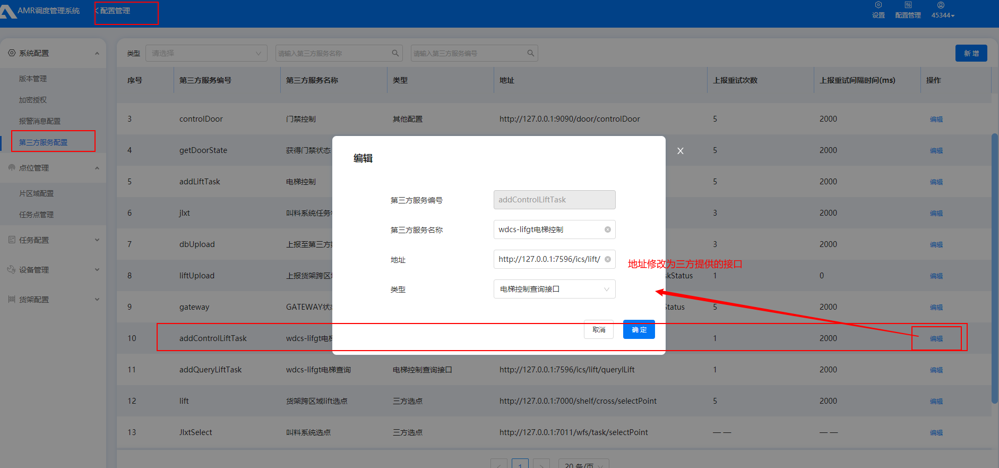 AMR调度管理系统
配置管理
设置
配置管理
45344
系统配置
版本管理
加密授权
报警消息配置
第三方服务配置
点位管理
片区域配置
任务点管理
任务配置
设备管理
货架配置
类型
请选择
请输入第三方服务名称
请输入第三方服务编号
新 增
序号 第三方服务编号 第三方服务名称 类型 地址 上报重试次数 上报重试间隔时间(ms) 操作
3 controlDoor 门禁控制 其他配置 http://127.0.0.1:9090/door/controlDoor 5 2000 编辑
4 getDoorState 获得门禁状态 5 2000 编辑
5 addLiftTask 电梯控制 5 2000 编辑
6 jlxt 叫料系统任务 3 2000 编辑
7 dbUpload 上报至第三方 3 2000 编辑
8 liftUpload 上报货架跨区 skStatus 1 0 编辑
9 gateway GATEWAY状 Status 5 2000 编辑
10 addControlLiftTask wdcs-lifgt电梯 1 2000 编辑
11 addQueryLiftTask wdcs-lifgt电梯查询 电梯控制查询接口 http://127.0.0.1:7596/ics/lift/querylLift 1 2000 编辑
12 lift 货架跨区域lift选点 三方选点 http://127.0.0.1:7000/shelf/cross/selectPoint 5 2000 编辑
13 JlxtSelect 叫料系统选点 三方选点 http://127.0.0.1:7011/wfs/task/selectPoint — — — — 编辑
1
20 条/页
编辑
X
第三方服务编号 addControlLiftTask
第三方服务名称 wdcs-lifgt电梯控制
地址 http://127.0.0.1:7596/ics/lift/
类型 电梯控制查询接口
取消
确 定
地址修改为三方提供的接口